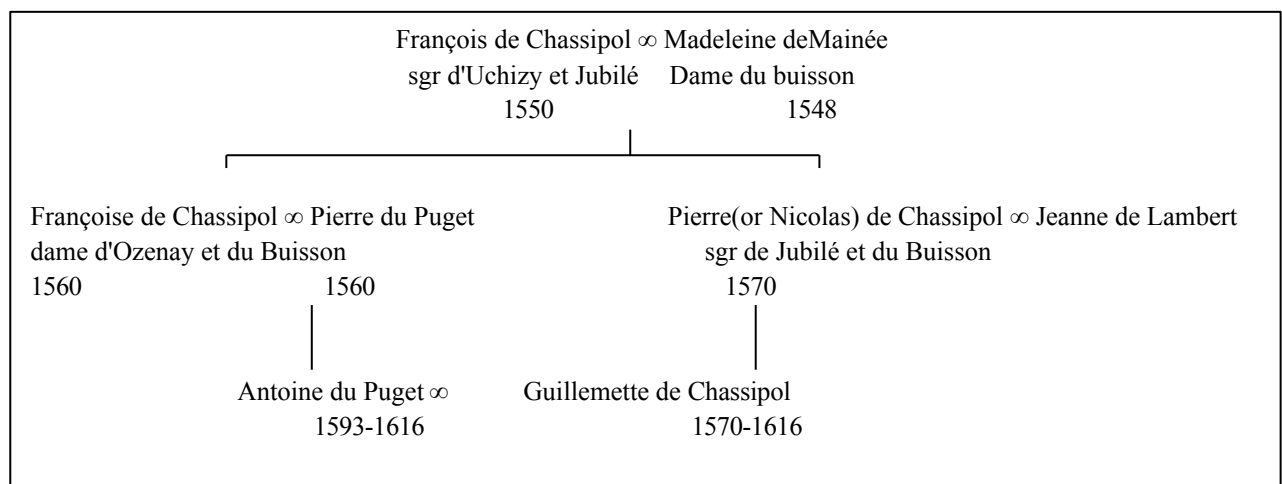 François de Chassipol ∞ Madeleine deMainée
sgr d'Uchizy et Jubilé Dame du buisson
1550 1548
Françoise de Chassipol ∞ Pierre du Puget Pierre(or Nicolas) de Chassipol ∞ Jeanne de Lambert
dame d'Ozenay et du Buisson sgr de Jubilé et du Buisson
1560 1560 1570
Antoine du Puget ∞ Guillemette de Chassipol
1593-1616 1570-1616